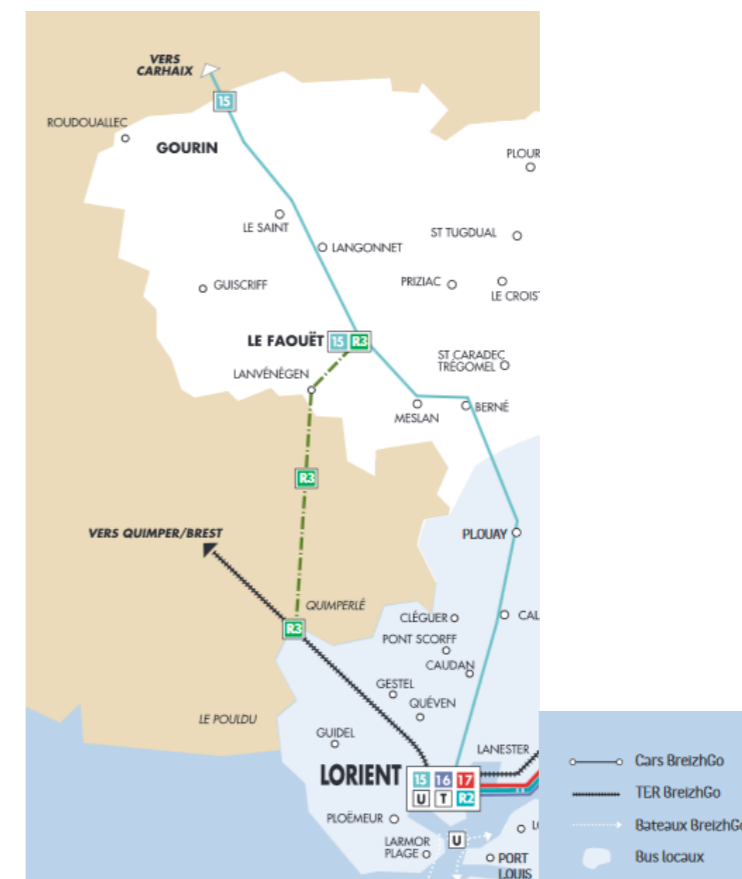 VERS
CARHAIX
15
ROUDOUALLEC
GOURIN
PLOUR
LE SAINT
ST TUGDUAL
LANGONNET
GUISCRIFF
PRIZIAC
LE CROIS
LE FAOUËT 15 R3
ST CARADEC
TRÉGOMEL
LANVÉNÉGEN
MESLAN
BERNÉ
R3
VERS QUIMPER/BREST
PLOUAY
QUIMPERLÉ
R3
CLÉGUER
CAL
PONT SCORFF
CAUDAN
GESTEL
QUÉVEN
LE POULDU
GUIDEL
LANESTER
LORIENT 15 16 17
U T R2
PLOËMEUR
LARMOR
PLAGE
U
PORT
LOUIS
Cars BreizhGo
TER BreizhGo
Bateaux BreizhGo
Bus locaux